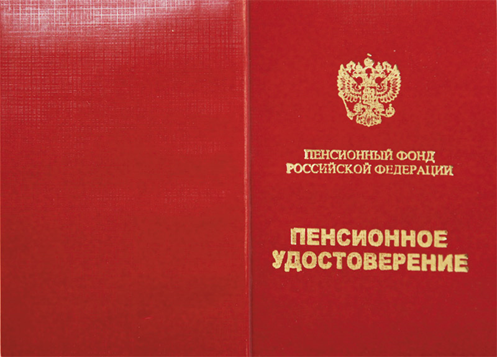 ПЕНСИОННЫЙ ФОНД
РОССИЙСКОЙ ФЕДЕРАЦИИ
ПЕНСИОННОЕ
УДОСТОВЕРЕНИЕ